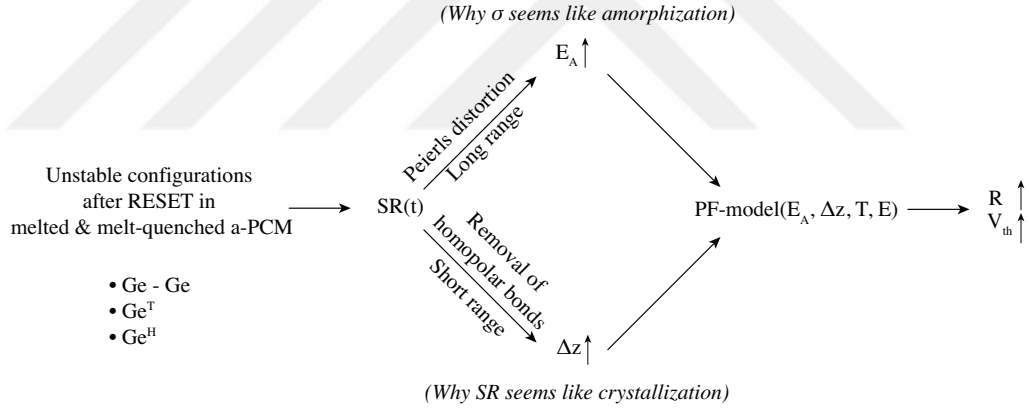 (Why σ seems like amorphization)
E_A ↑
Peierls distortion
Long range
Unstable configurations
after RESET in
melted & melt-quenched a-PCM
SR(t)
PF-model(E_A, Δz, T, E)
R ↑
V_th ↑
• Ge - Ge
• Ge^T
• Ge^H
Removal of
homopolar bonds
Short range
Δz ↑
(Why SR seems like crystallization)